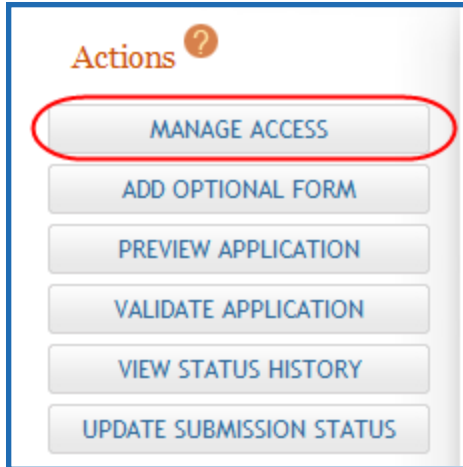 Actions ?
MANAGE ACCESS
ADD OPTIONAL FORM
PREVIEW APPLICATION
VALIDATE APPLICATION
VIEW STATUS HISTORY
UPDATE SUBMISSION STATUS